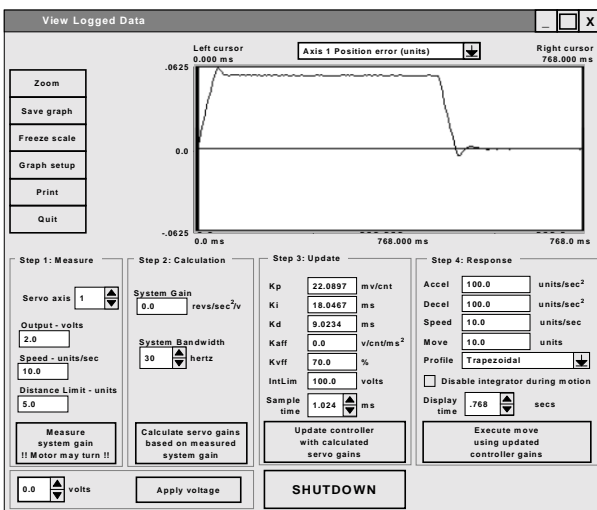 View Logged Data
_ X
Left cursor
0.000 ms
Axis 1 Position error (units)
Right cursor
768.000 ms
Zoom
Save graph
Freeze scale
Graph setup
Print
Quit
.0625
0.0
-.0625
0.0 ms
768.000 ms
768.0 ms
Step 1: Measure
Servo axis 1
Output - volts
2.0
Speed - units/sec
10.0
Distance Limit - units
5.0
Measure
system gain
!! Motor may turn !!
Step 2: Calculation
System Gain
0.0 revs/sec²/v
System Bandwidth
30 hertz
Calculate servo gains
based on measured
system gain
Step 3: Update
Kp 22.0897 mv/cnt
Ki 18.0467 ms
Kd 9.0234 ms
Kaff 0.0 v/cnt/ms²
Kvff 70.0 %
IntLim 100.0 volts
Sample
time 1.024 ms
Update controller
with calculated
servo gains
Step 4: Response
Accel 100.0 units/sec²
Decel 100.0 units/sec²
Speed 10.0 units/sec
Move 10.0 units
Profile Trapezoidal
Disable integrator during motion
Display
time .768 secs
Execute move
using updated
controller gains
0.0 volts
Apply voltage
SHUTDOWN